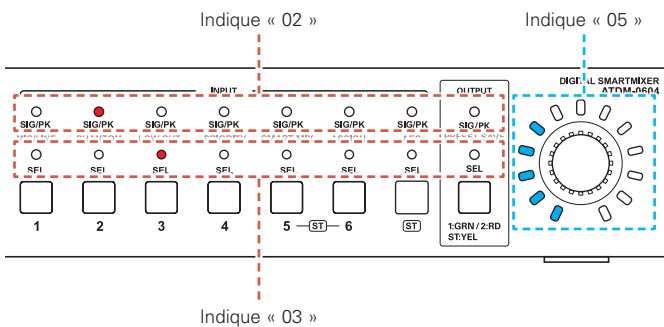 Indique « 02 »
Indique « 05 »
INPUT
OUTPUT
DIGITAL SMARTMIXER
ATDM-0604
SIG/PK SIG/PK SIG/PK SIG/PK SIG/PK SIG/PK SIG/PK SIG/PK
SEL SEL SEL SEL SEL SEL SEL SEL
1 2 3 4 5 ST 6 ST
1:GRN / 2:RD
ST:YEL
Indique « 03 »